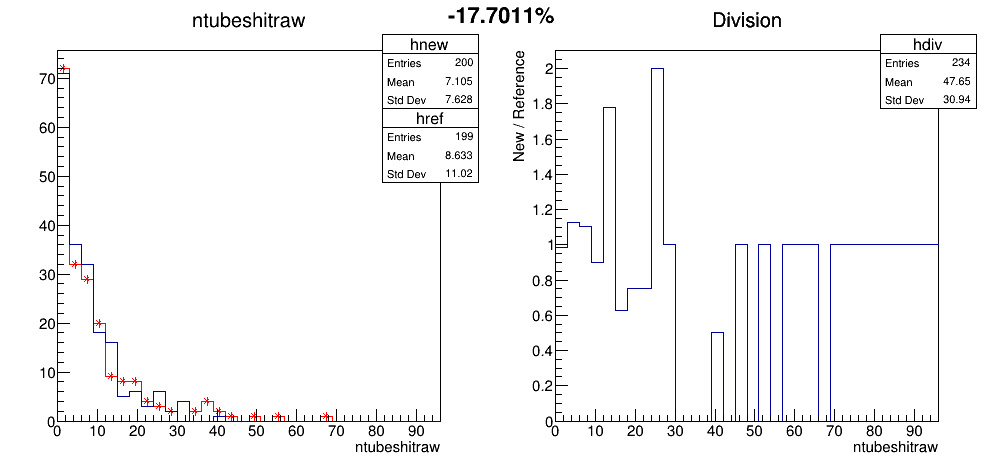 -17.7011%
ntubeshitraw
hnew
Entries 200
Mean 7.105
Std Dev 7.628
href
Entries 199
Mean 8.633
Std Dev 11.02
70
60
50
40
30
20
10
0
0 10 20 30 40 50 60 70 80 90
ntubeshitraw
Division
hdiv
Entries 234
Mean 47.65
Std Dev 30.94
New / Reference
2
1.8
1.6
1.4
1.2
1
0.8
0.6
0.4
0.2
0
0 10 20 30 40 50 60 70 80 90
ntubeshitraw